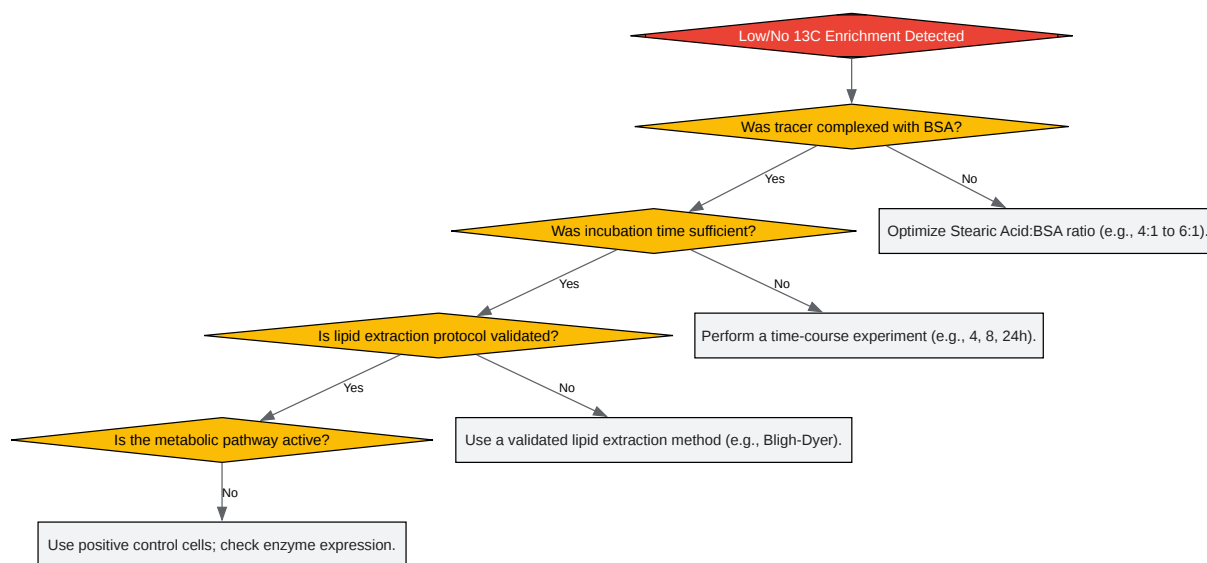 Low/No 13C Enrichment Detected
Was tracer complexed with BSA?
Yes
No
Was incubation time sufficient?
Optimize Stearic Acid:BSA ratio (e.g., 4:1 to 6:1).
Yes
No
Is lipid extraction protocol validated?
Perform a time-course experiment (e.g., 4, 8, 24h).
Yes
No
Is the metabolic pathway active?
Use a validated lipid extraction method (e.g., Bligh-Dyer).
No
Use positive control cells; check enzyme expression.